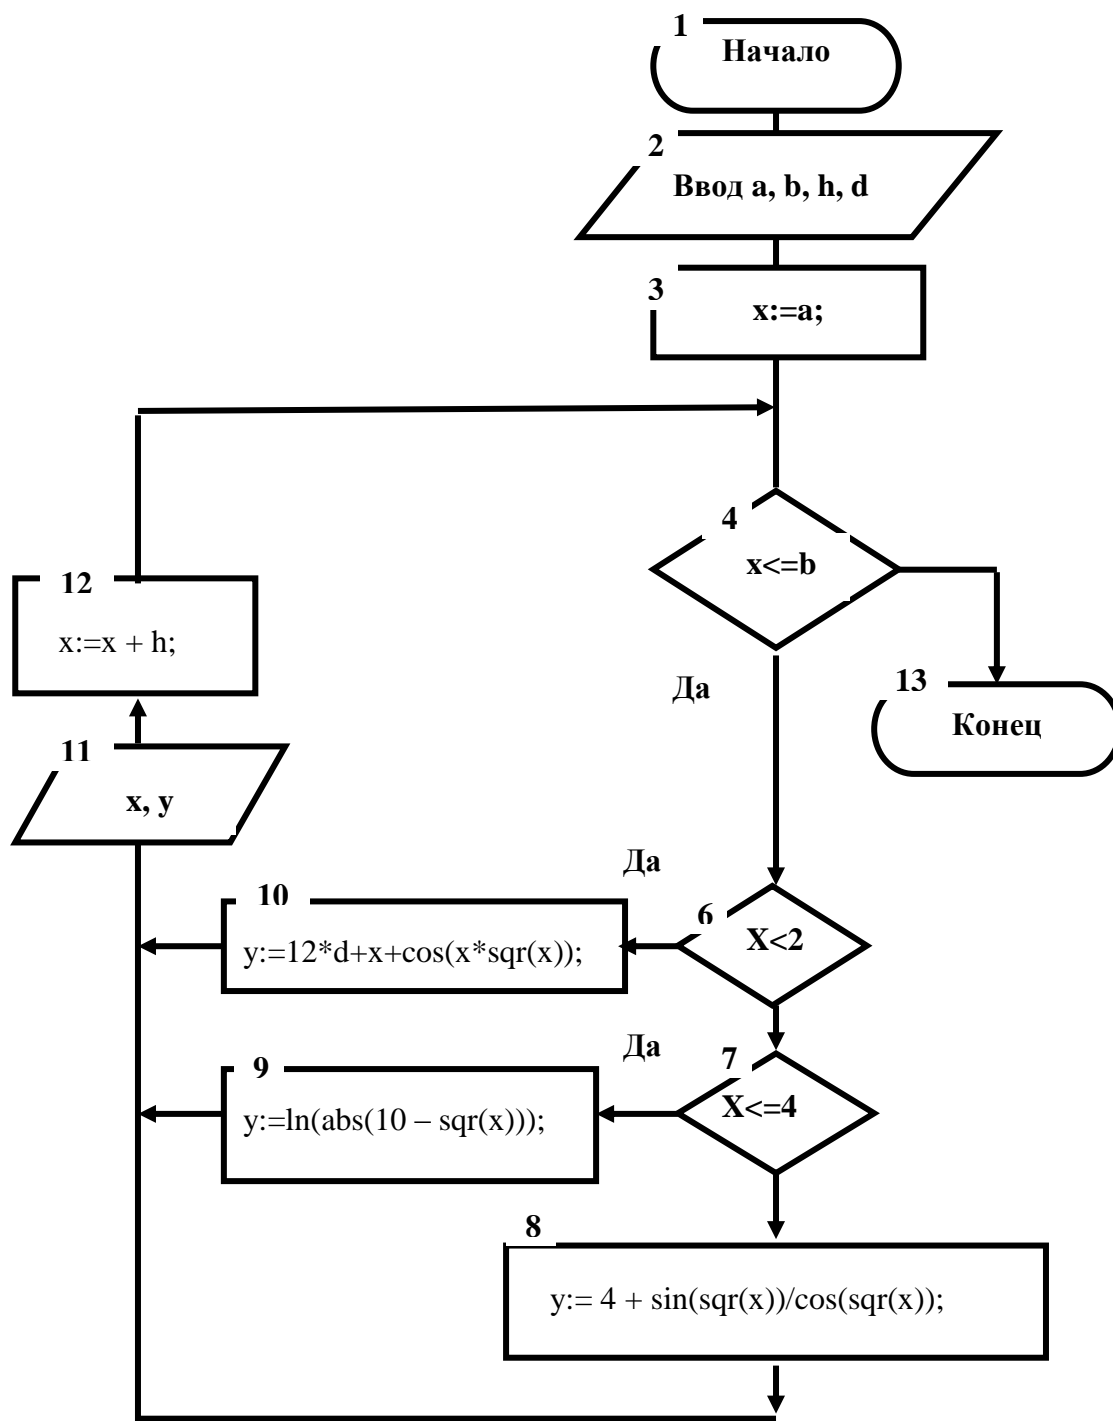 1
Начало
2
Ввод a, b, h, d
3
x:=a;
4
x<=b
12
x:=x + h;
Да
13
Конец
11
x, y
Да
10
y:=12*d+x+cos(x*sqr(x));
6
X<2
Да
9
y:=ln(abs(10 – sqr(x)));
7
X<=4
8
y:= 4 + sin(sqr(x))/cos(sqr(x));